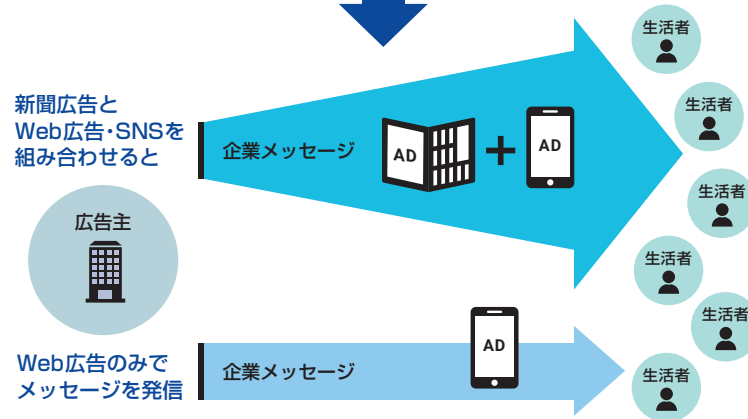 生活者
生活者
新聞広告と
Web広告・SNSを
組み合わせると
企業メッセージ
AD
AD
生活者
広告主
生活者
生活者
AD
Web広告のみで
メッセージを発信
企業メッセージ
生活者